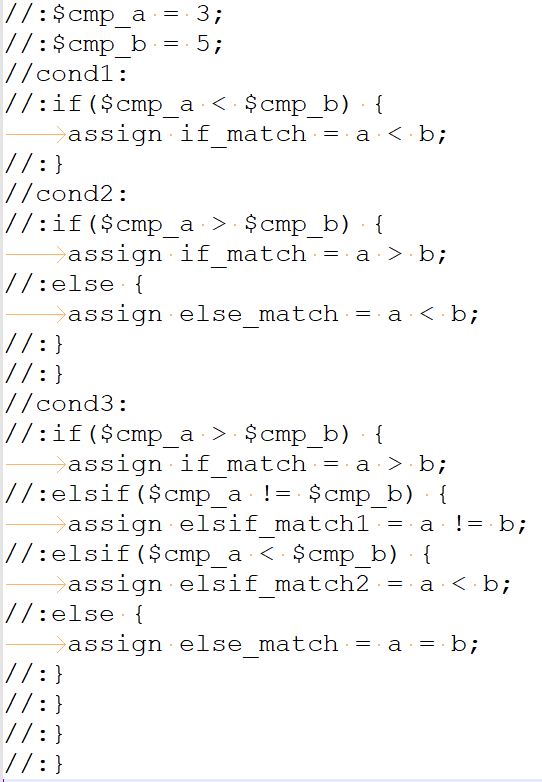 //:$cmp_a = 3;
//:$cmp_b = 5;
//cond1:
//:if($cmp_a < $cmp_b) {
	assign if_match = a < b;
//:}
//cond2:
//:if($cmp_a > $cmp_b) {
	assign if_match = a > b;
//:else {
	assign else_match = a < b;
//:}
//:}
//cond3:
//:if($cmp_a > $cmp_b) {
	assign if_match = a > b;
//:elsif($cmp_a != $cmp_b) {
	assign elsif_match1 = a != b;
//:elsif($cmp_a < $cmp_b) {
	assign elsif_match2 = a < b;
//:else {
	assign else_match = a = b;
//:}
//:}
//:}
//:}